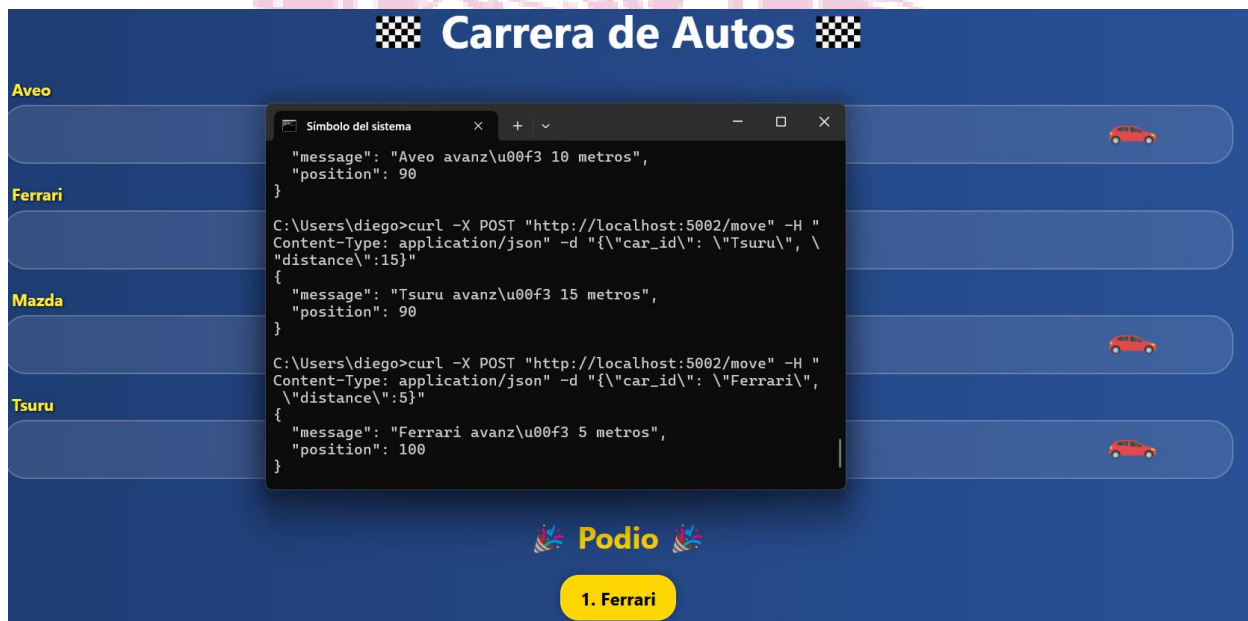 Carrera de Autos
Aveo
Símbolo del sistema
"message": "Aveo avanz\u00f3 10 metros",
"position": 90
}
Ferrari
C:\Users\diego>curl -X POST "http://localhost:5002/move" -H "
Content-Type: application/json" -d "{\"car_id\": \"Tsuru\", \
"distance\":15}"
{
"message": "Tsuru avanz\u00f3 15 metros",
"position": 90
}
Mazda
C:\Users\diego>curl -X POST "http://localhost:5002/move" -H "
Content-Type: application/json" -d "{\"car_id\": \"Ferrari\",
\"distance\":5}"
{
"message": "Ferrari avanz\u00f3 5 metros",
"position": 100
}
Tsuru
Podio
1. Ferrari